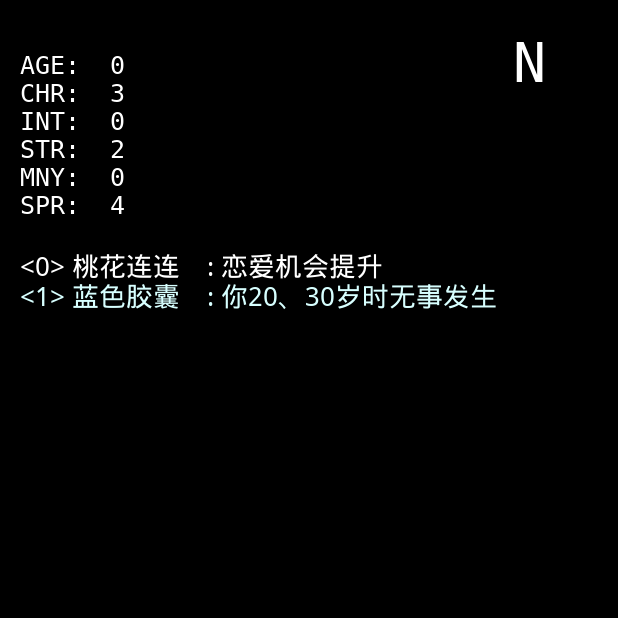 N
AGE: 0
CHR: 3
INT: 0
STR: 2
MNY: 0
SPR: 4
<0> 桃花连连 : 恋爱机会提升
<1> 蓝色胶囊 : 你20、30岁时无事发生